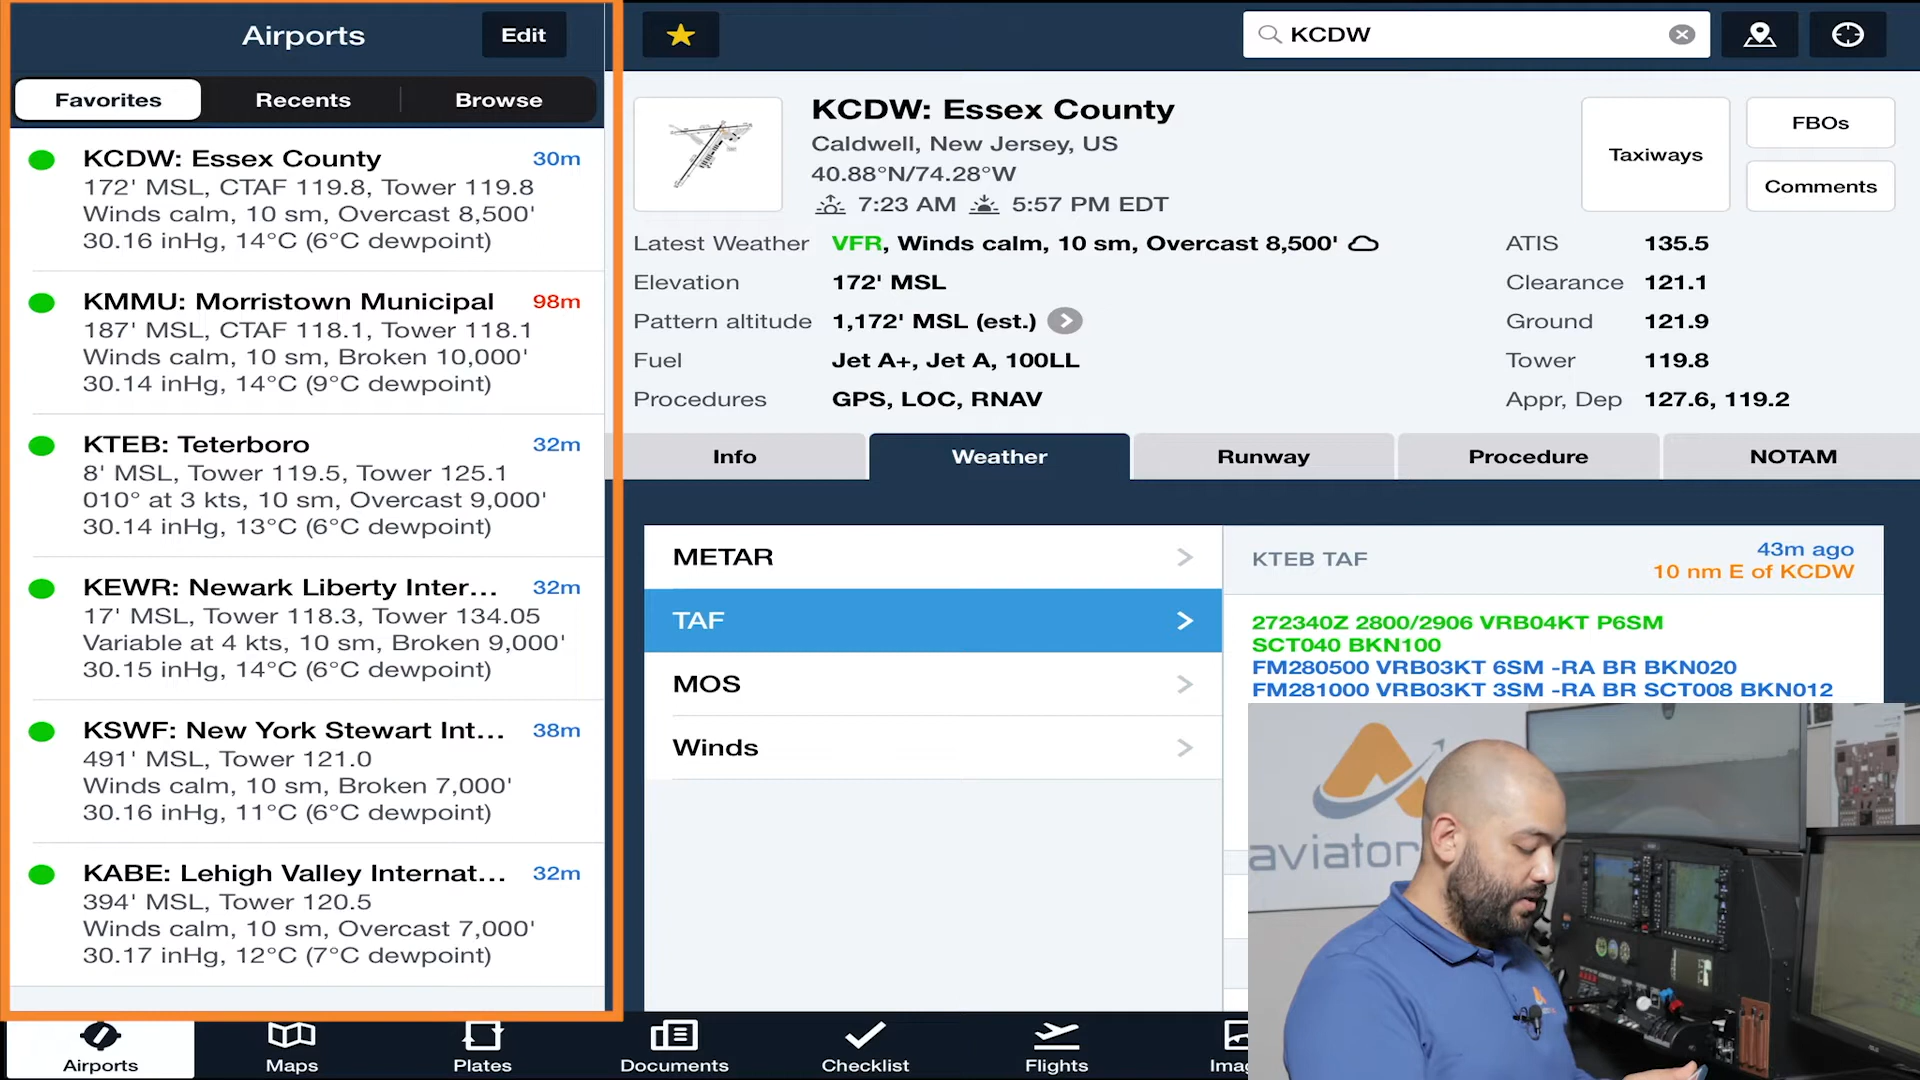 Airports
Edit
Favorites
Recents
Browse
KCDW: Essex County 30m
172' MSL, CTAF 119.8, Tower 119.8
Winds calm, 10 sm, Overcast 8,500'
30.16 inHg, 14°C (6°C dewpoint)
KMMU: Morristown Municipal 98m
187' MSL, CTAF 118.1, Tower 118.1
Winds calm, 10 sm, Broken 10,000'
30.14 inHg, 14°C (9°C dewpoint)
KTEB: Teterboro 32m
8' MSL, Tower 119.5, Tower 125.1
010° at 3 kts, 10 sm, Overcast 9,000'
30.14 inHg, 13°C (6°C dewpoint)
KEWR: Newark Liberty Inter... 32m
17' MSL, Tower 118.3, Tower 134.05
Variable at 4 kts, 10 sm, Broken 9,000'
30.15 inHg, 14°C (6°C dewpoint)
KSWF: New York Stewart Int... 38m
491' MSL, Tower 121.0
Winds calm, 10 sm, Broken 7,000'
30.16 inHg, 11°C (6°C dewpoint)
KABE: Lehigh Valley Internat... 32m
394' MSL, Tower 120.5
Winds calm, 10 sm, Overcast 7,000'
30.17 inHg, 12°C (7°C dewpoint)
KCDW
KCDW: Essex County
Caldwell, New Jersey, US
40.88°N/74.28°W
7:23 AM 5:57 PM EDT
Taxiways
FBOs
Comments
Latest Weather VFR, Winds calm, 10 sm, Overcast 8,500'
Elevation 172' MSL
Pattern altitude 1,172' MSL (est.)
Fuel Jet A+, Jet A, 100LL
Procedures GPS, LOC, RNAV
ATIS 135.5
Clearance 121.1
Ground 121.9
Tower 119.8
Appr, Dep 127.6, 119.2
Info
Weather
Runway
Procedure
NOTAM
METAR
TAF
MOS
Winds
KTEB TAF
43m ago
10 nm E of KCDW
272340Z 2800/2906 VRB04KT P6SM
SCT040 BKN100
FM280500 VRB03KT 6SM -RA BR BKN020
FM281000 VRB03KT 3SM -RA BR SCT008 BKN012
aviator
Airports
Maps
Plates
Documents
Checklist
Flights
Imag